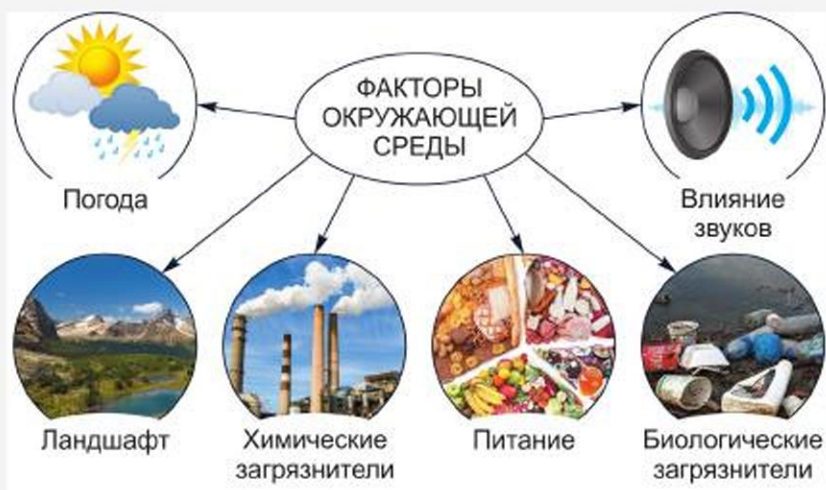 ФАКТОРЫ
ОКРУЖАЮЩЕЙ
СРЕДЫ
Погода
Влияние
звуков
Ландшафт
Химические
загрязнители
Питание
Биологические
загрязнители